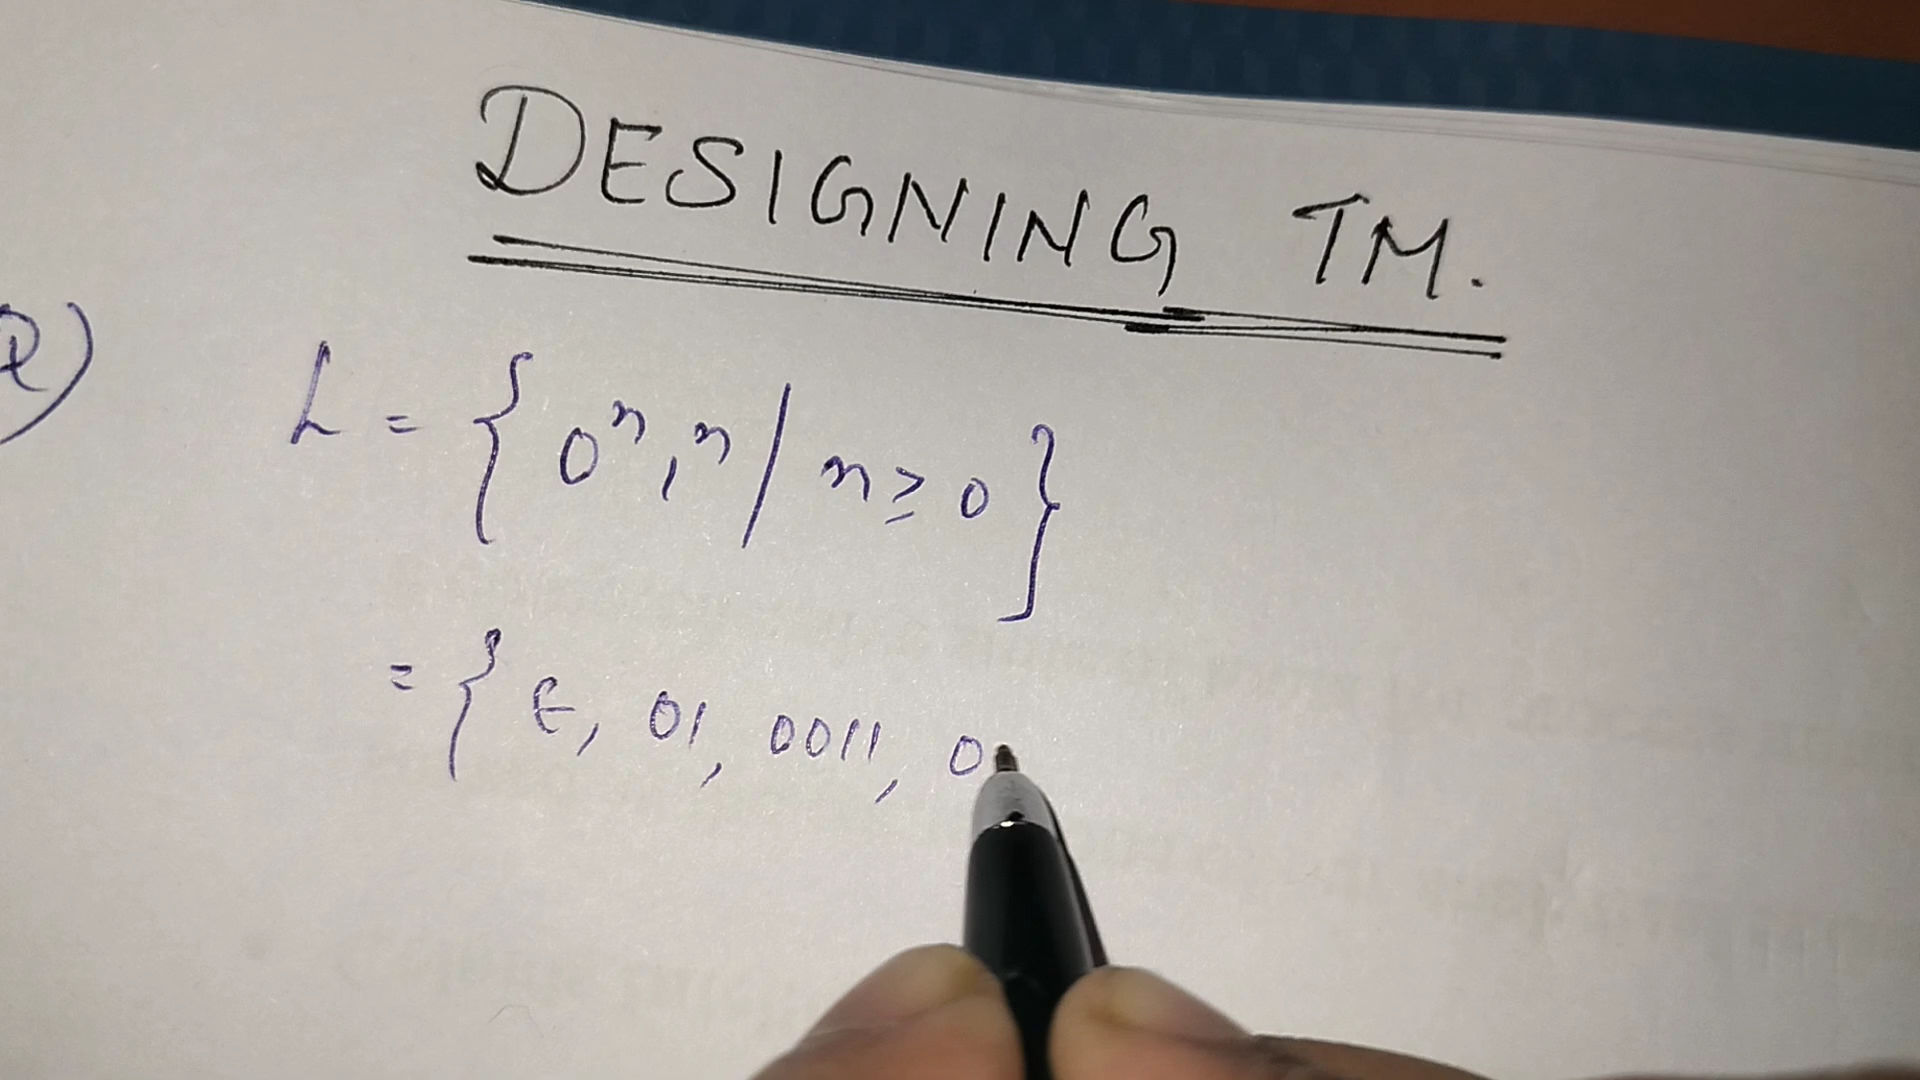 DESIGNING TM.
Q) L = { 0ⁿ1ⁿ / n ≥ 0 }
= { ε, 01, 0011, 0